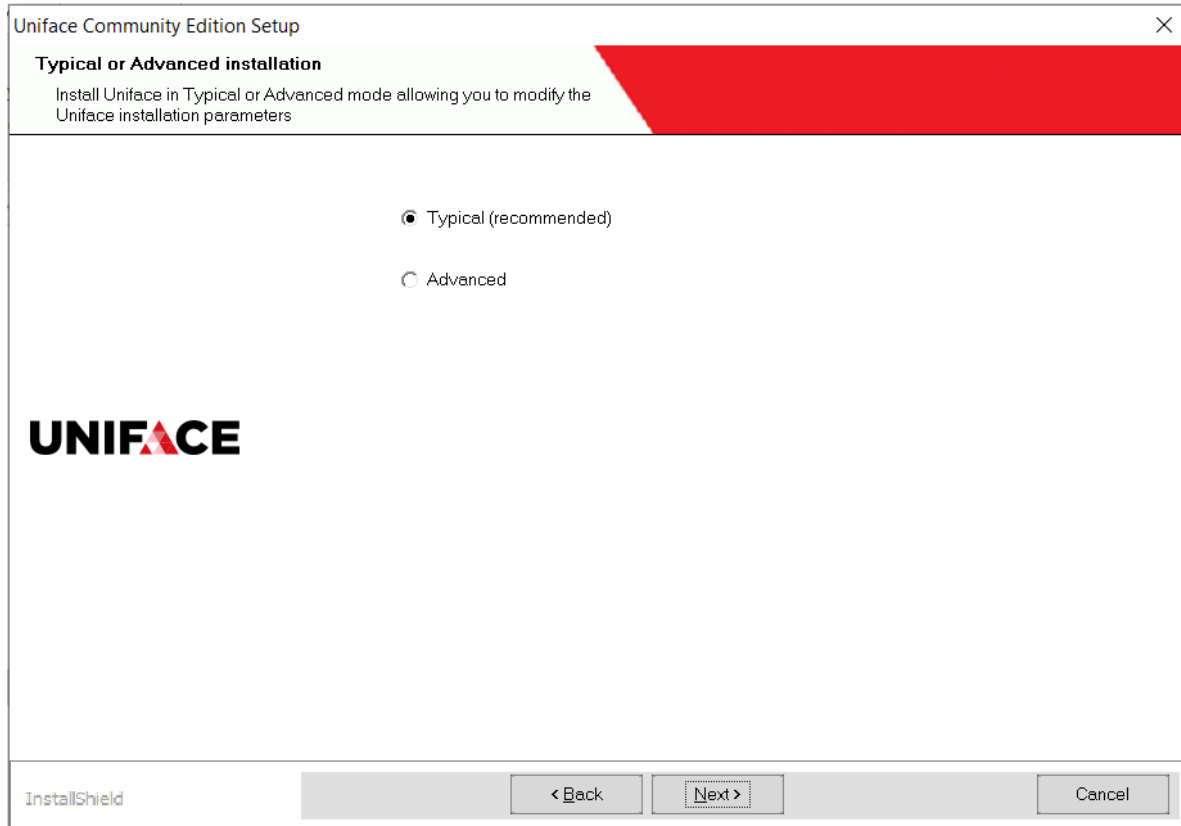 Uniface Community Edition Setup
Typical or Advanced installation
Install Uniface in Typical or Advanced mode allowing you to modify the
Uniface installation parameters
Typical (recommended)
Advanced
UNIFACE
InstallShield
< Back
Next >
Cancel